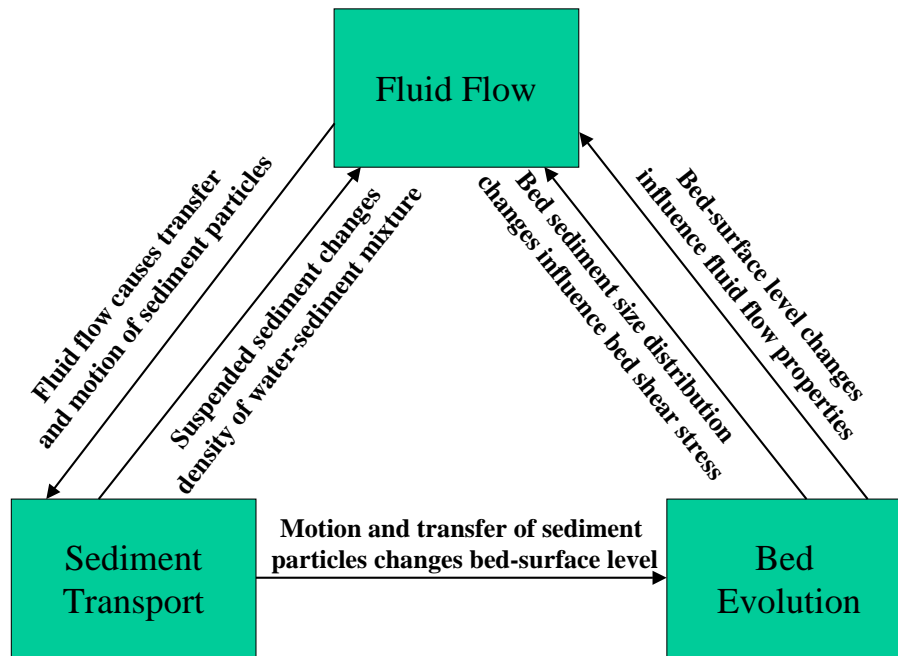 Fluid Flow
Fluid flow causes transfer
and motion of sediment particles
Suspended sediment changes
density of water-sediment mixture
Bed sediment size distribution
changes influence bed shear stress
Bed-surface level changes
influence fluid flow properties
Sediment
Transport
Motion and transfer of sediment
particles changes bed-surface level
Bed
Evolution